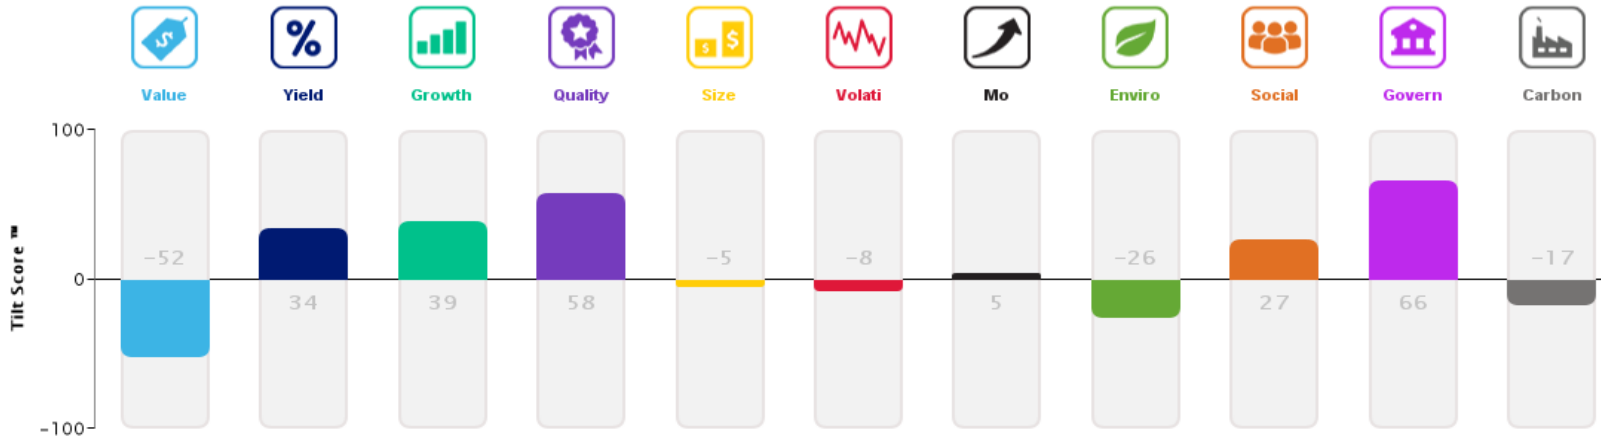 Value Yield Growth Quality Size Volati Mo Enviro Social Govern Carbon
100
-52 -5 -8 -26 -17
0
34 39 58 5 27 66
-100
Tilt Score ™
$
%
$ $